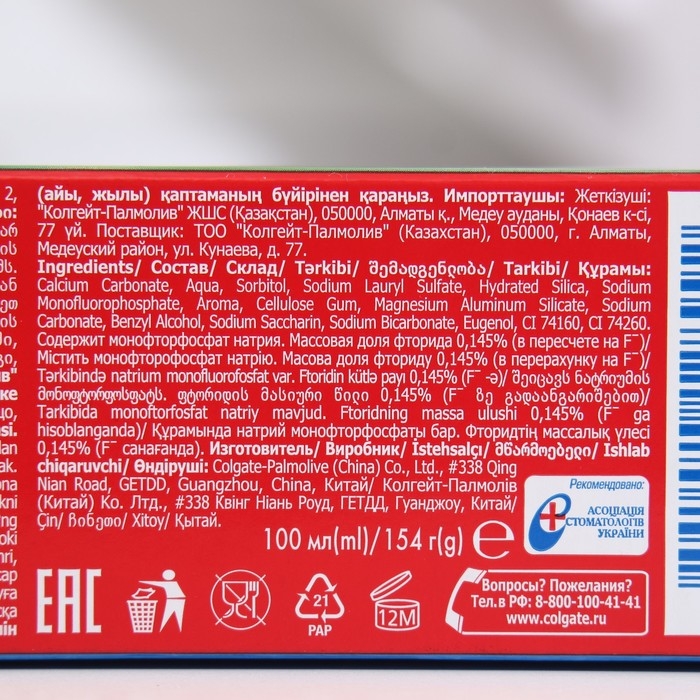 2,
(айы, жылы) қаптаманың бүйірінен қараңыз. Импорттаушы: Жеткізуші:
"Колгейт-Палмолив" ЖШС (Қазақстан), 050000, Алматы қ., Медеу ауданы, Қонаев к-сі,
77 үй. Поставщик: ТОО "Колгейт-Палмолив" (Казахстан), 050000, г. Алматы,
Медеуский район, ул. Кунаева, д. 77.
Ingredients/ Состав/ Склад/ Tərkibi/ შემადგენლობა/ Tarkibi/ Құрамы:
Calcium Carbonate, Aqua, Sorbitol, Sodium Lauryl Sulfate, Hydrated Silica, Sodium
Monofluorophosphate, Aroma, Cellulose Gum, Magnesium Aluminum Silicate, Sodium
Carbonate, Benzyl Alcohol, Sodium Saccharin, Sodium Bicarbonate, Eugenol, CI 74160, CI 74260.
Содержит монофторфосфат натрия. Массовая доля фторида 0,145% (в пересчете на F⁻)/
Містить монофторфосфат натрію. Масова доля фториду 0,145% (в перерахунку на F⁻)/
Tərkibində natrium monofluorofosfat var. Ftoridin kütlə payı 0,145% (F⁻ -ə)/ შეიცავს ნატრიუმის
მონოფტორფოსფატს. ფტორიდის მასიური წილი 0,145% (F⁻ ზე გადაანგარიშებით)/
Tarkibida monoftorfosfat natriy mavjud. Ftoridning massa ulushi 0,145% (F⁻ ga
hisoblanganda)/ Құрамында натрий монофторфосфаты бар. Фторидтің массалық үлесі
0,145% (F⁻ санағанда). Изготовитель/ Виробник/ İstehsalçı/ მწარმოებელი/ Ishlab
chiqaruvchi/ Өндіруші: Colgate-Palmolive (China) Co., Ltd., #338 Qing
Nian Road, GETDD, Guangzhou, China, Китай/ Колгейт-Палмолів
(Китай) Ко. Лтд., #338 Квінг Ніань Роуд, ГЕТДД, Гуанджоу, Китай/
Çin/ ჩინეთი/ Xitoy/ Қытай.
Рекомендовано:
АСОЦІАЦІЯ
СТОМАТОЛОГІВ
УКРАЇНИ
100 мл(ml)/154 г(g) ℮
EAC
21
PAP
12M
Вопросы? Пожелания?
Тел.в РФ: 8-800-100-41-41
www.colgate.ru